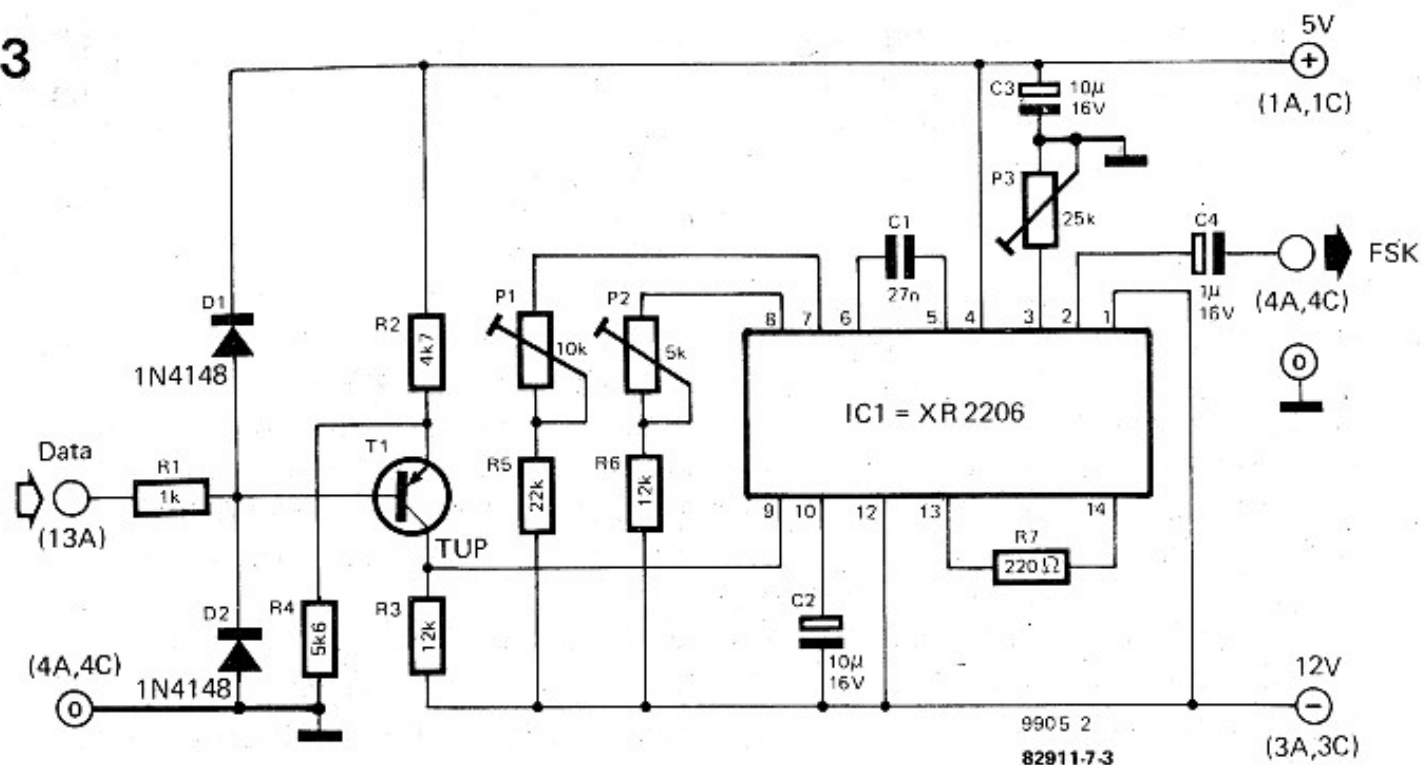 3
5V
+
(1A,1C)
C3
10µ
16V
P3
25k
C1
27n
C4
1µ
16V
FSK
(4A,4C)
0
D1
1N4148
R2
4k7
P1
10k
P2
5k
8
7
6
5
4
3
2
1
IC1 = XR 2206
Data
(13A)
R1
1k
T1
TUP
R5
22k
R6
12k
9
10
12
13
14
R7
220 Ω
D2
1N4148
R4
5k6
R3
12k
C2
10µ
16V
(4A,4C)
0
12V
−
(3A,3C)
9905 2
82911-7-3